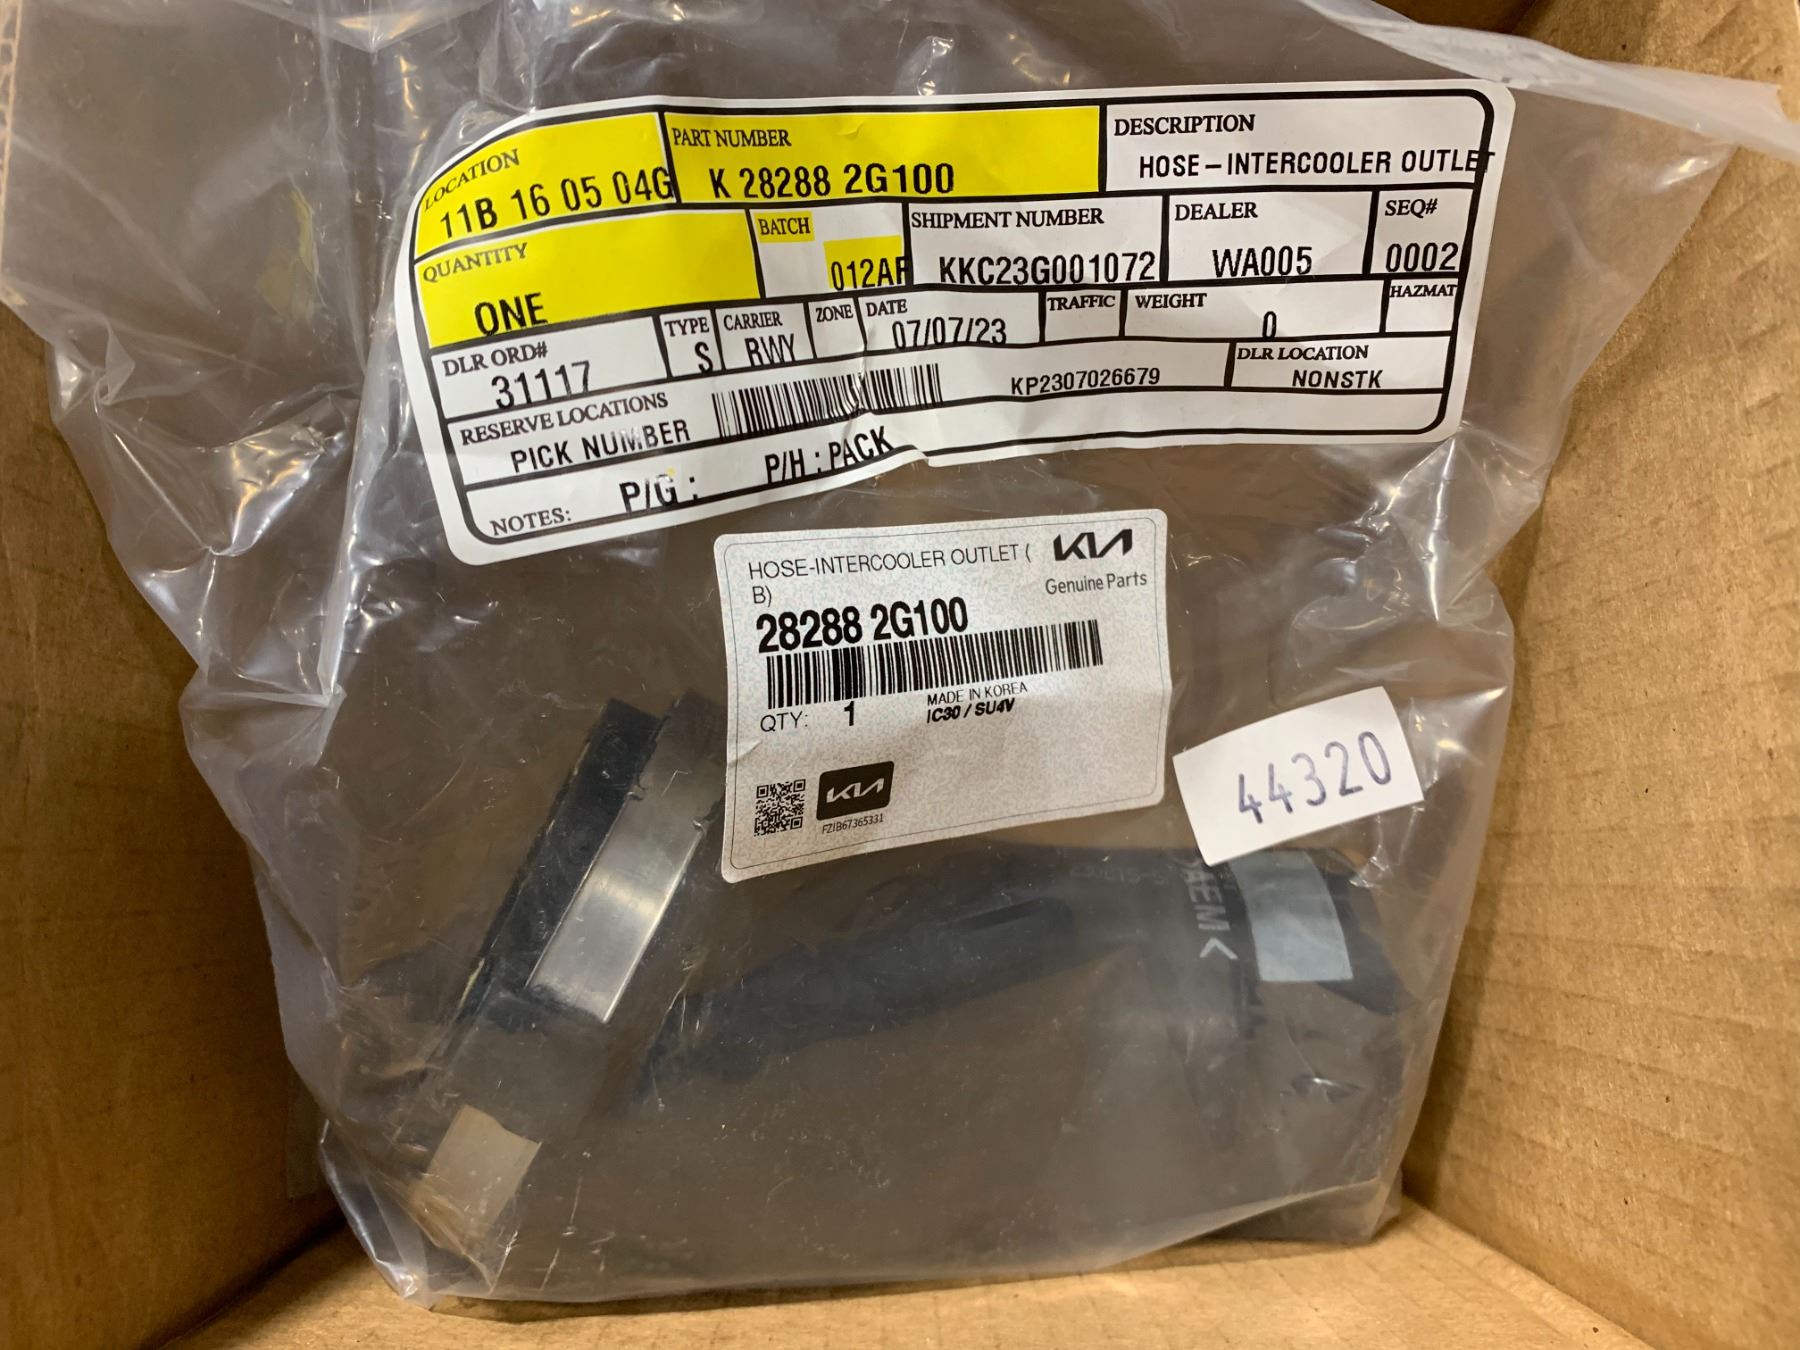 LOCATION
11B 16 05 04G
PART NUMBER
K 28288 2G100
DESCRIPTION
HOSE-INTERCOOLER OUTLET
QUANTITY
ONE
BATCH
012AF
SHIPMENT NUMBER
KKC23G001072
DEALER
WA005
SEQ#
0002
DLR ORD#
31117
TYPE
S
CARRIER
RWY
ZONE
DATE
07/07/23
TRAFFIC
WEIGHT
0
HAZMAT
RESERVE LOCATIONS
PICK NUMBER
KP2307026679
DLR LOCATION
NONSTK
NOTES:
P/G : P/H : PACK
HOSE-INTERCOOLER OUTLET (
B)
KIA
Genuine Parts
28288 2G100
MADE IN KOREA
QTY: 1 IC30 / SU4V
KIA
FZIB67365331
44320
AEM<